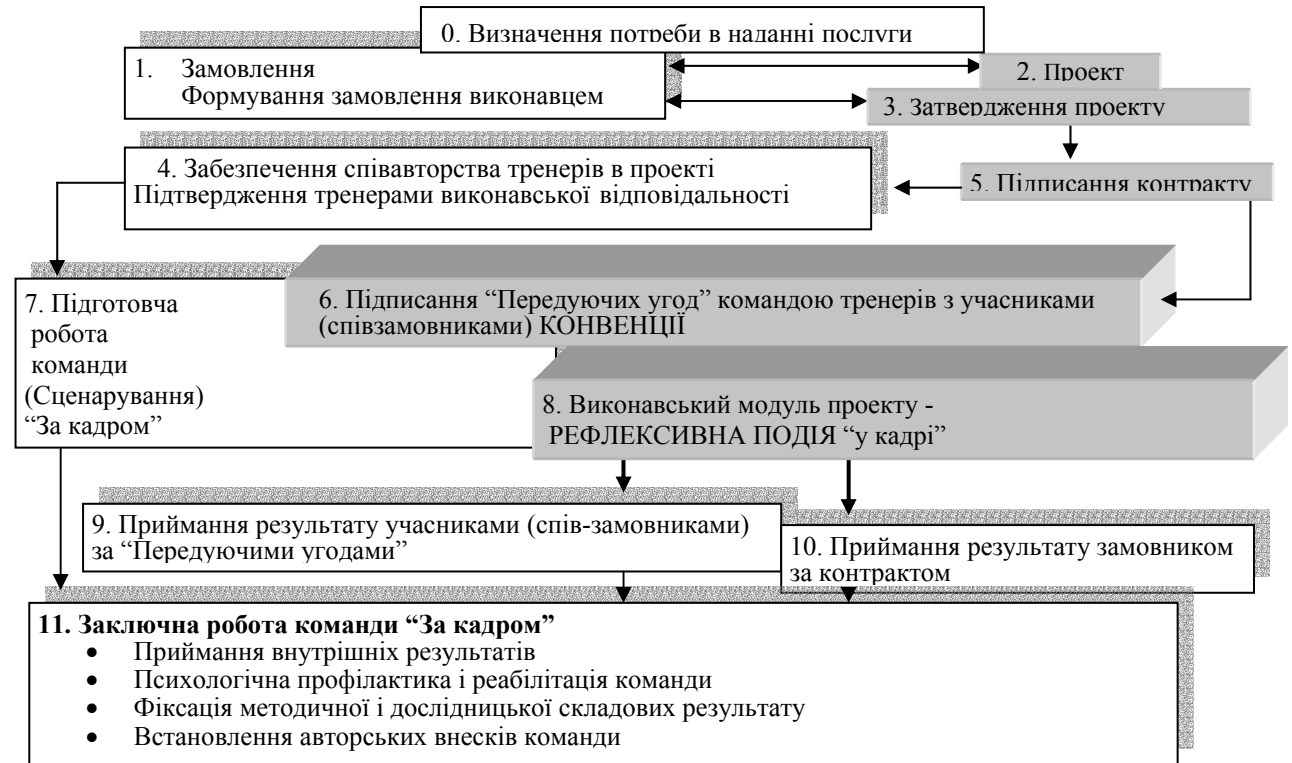 0. Визначення потреби в наданні послуги
1. Замовлення
Формування замовлення виконавцем
2. Проект
3. Затвердження проекту
4. Забезпечення співавторства тренерів в проекті
Підтвердження тренерами виконавської відповідальності
5. Підписання контракту
6. Підписання “Передуючих угод” командою тренерів з учасниками
(співзамовниками) КОНВЕНЦІЇ
7. Підготовча
робота
команди
(Сценарування)
“За кадром”
8. Виконавський модуль проекту -
РЕФЛЕКСИВНА ПОДІЯ “у кадрі”
9. Приймання результату учасниками (спів-замовниками)
за “Передуючими угодами”
10. Приймання результату замовником
за контрактом
11. Заключна робота команди “За кадром”
• Приймання внутрішніх результатів
• Психологічна профілактика і реабілітація команди
• Фіксація методичної і дослідницької складових результату
• Встановлення авторських внесків команди